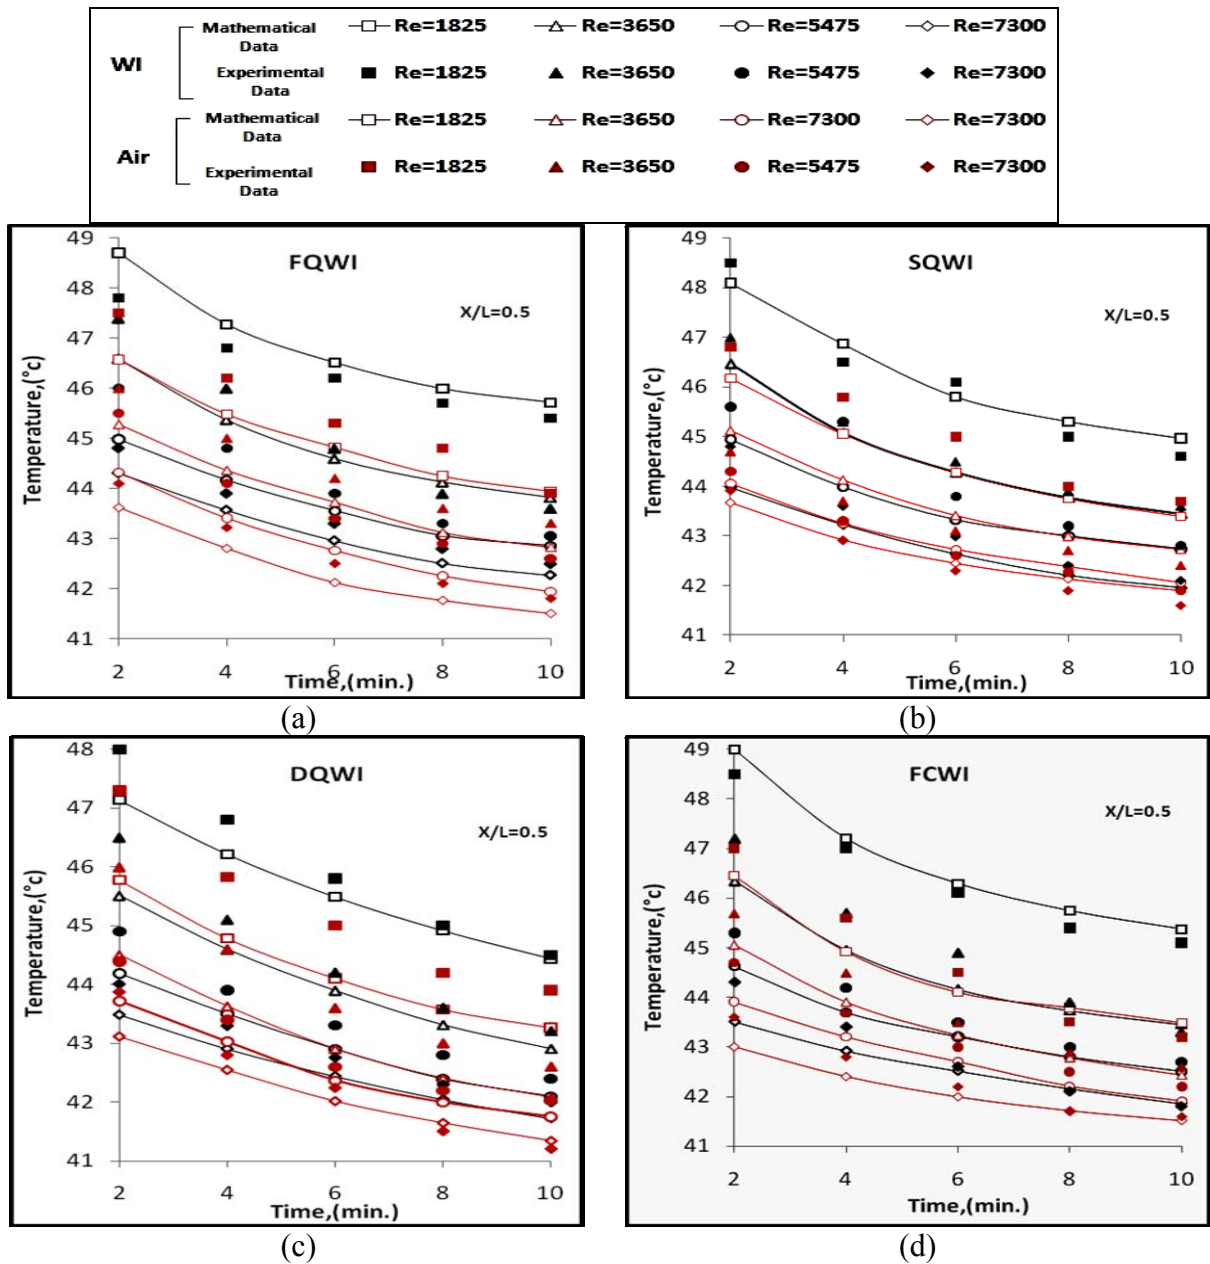 Mathematical Data Re=1825 Re=3650 Re=5475 Re=7300
WI
Experimental Data Re=1825 Re=3650 Re=5475 Re=7300
Mathematical Data Re=1825 Re=3650 Re=7300 Re=7300
Air
Experimental Data Re=1825 Re=3650 Re=5475 Re=7300
FQWI
X/L=0.5
Temperature,(°c)
49
48
47
46
45
44
43
42
41
2 4 6 8 10
Time,(min.)
(a)
SQWI
X/L=0.5
Temperature,(°c)
49
48
47
46
45
44
43
42
41
2 4 6 8 10
Time,(min.)
(b)
DQWI
X/L=0.5
Temperature,(°c)
48
47
46
45
44
43
42
41
2 4 6 8 10
Time,(min.)
(c)
FCWI
X/L=0.5
Temperature,(°c)
49
48
47
46
45
44
43
42
41
2 4 6 8 10
Time,(min.)
(d)